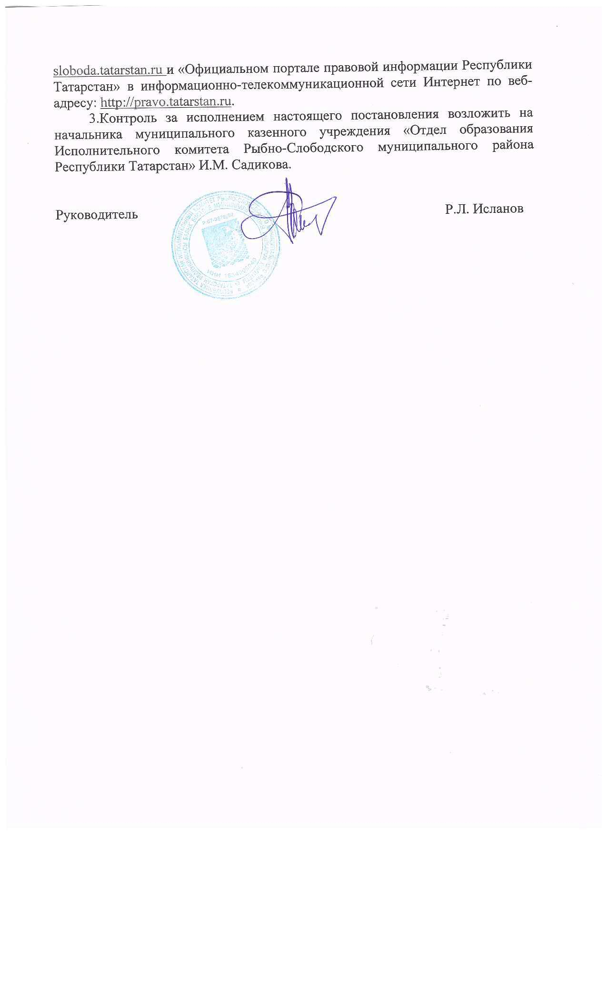 sloboda.tatarstan.ru и «Официальном портале правовой информации Республики
Татарстан» в информационно-телекоммуникационной сети Интернет по веб-
адресу: http://pravo.tatarstan.ru.
3.Контроль за исполнением настоящего постановления возложить на
начальника муниципального казенного учреждения «Отдел образования
Исполнительного комитета Рыбно-Слободского муниципального района
Республики Татарстан» И.М. Садикова.
Руководитель
Р.Л. Исланов
ИНН